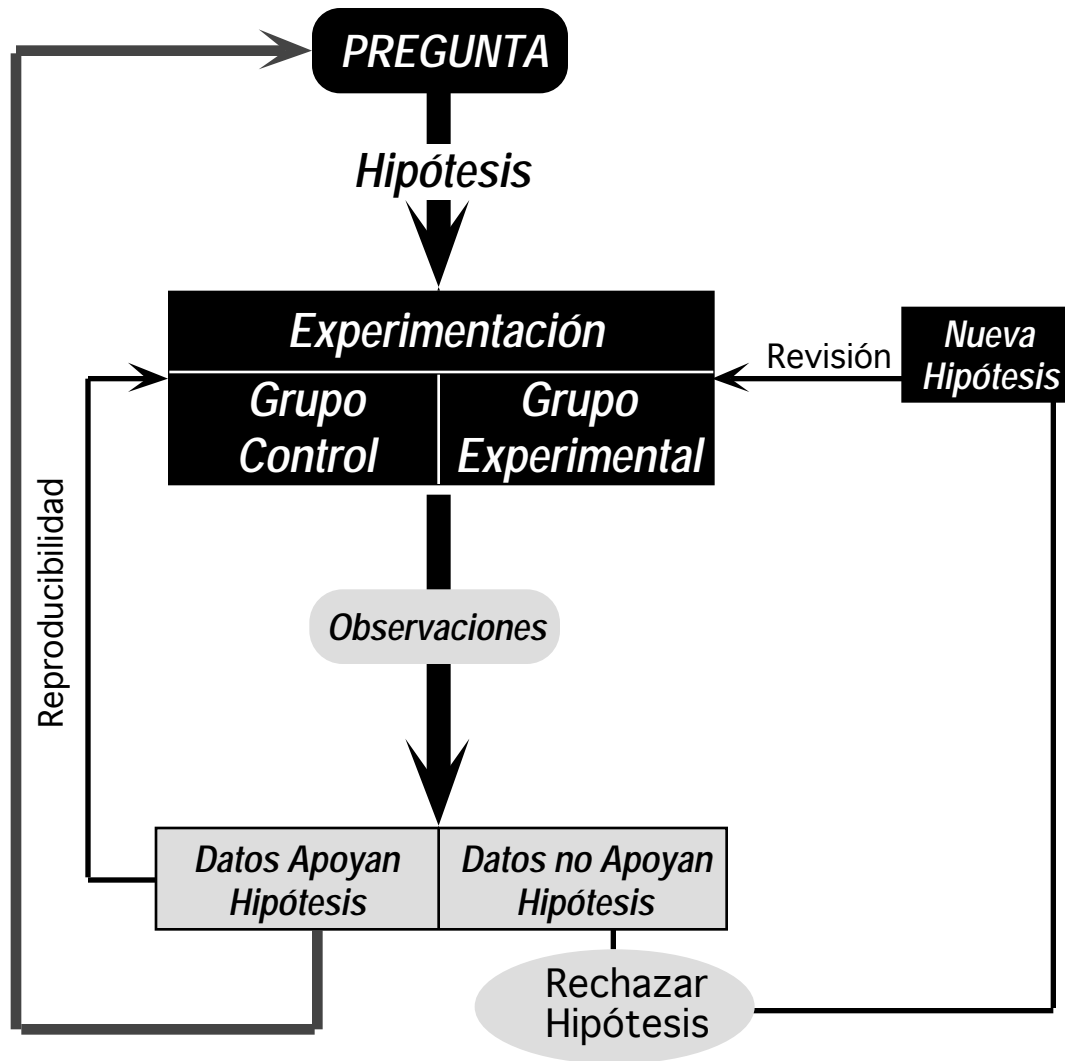 PREGUNTA
Hipótesis
Experimentación
Grupo
Control
Grupo
Experimental
Revisión
Nueva
Hipótesis
Reproducibilidad
Observaciones
Datos Apoyan
Hipótesis
Datos no Apoyan
Hipótesis
Rechazar
Hipótesis